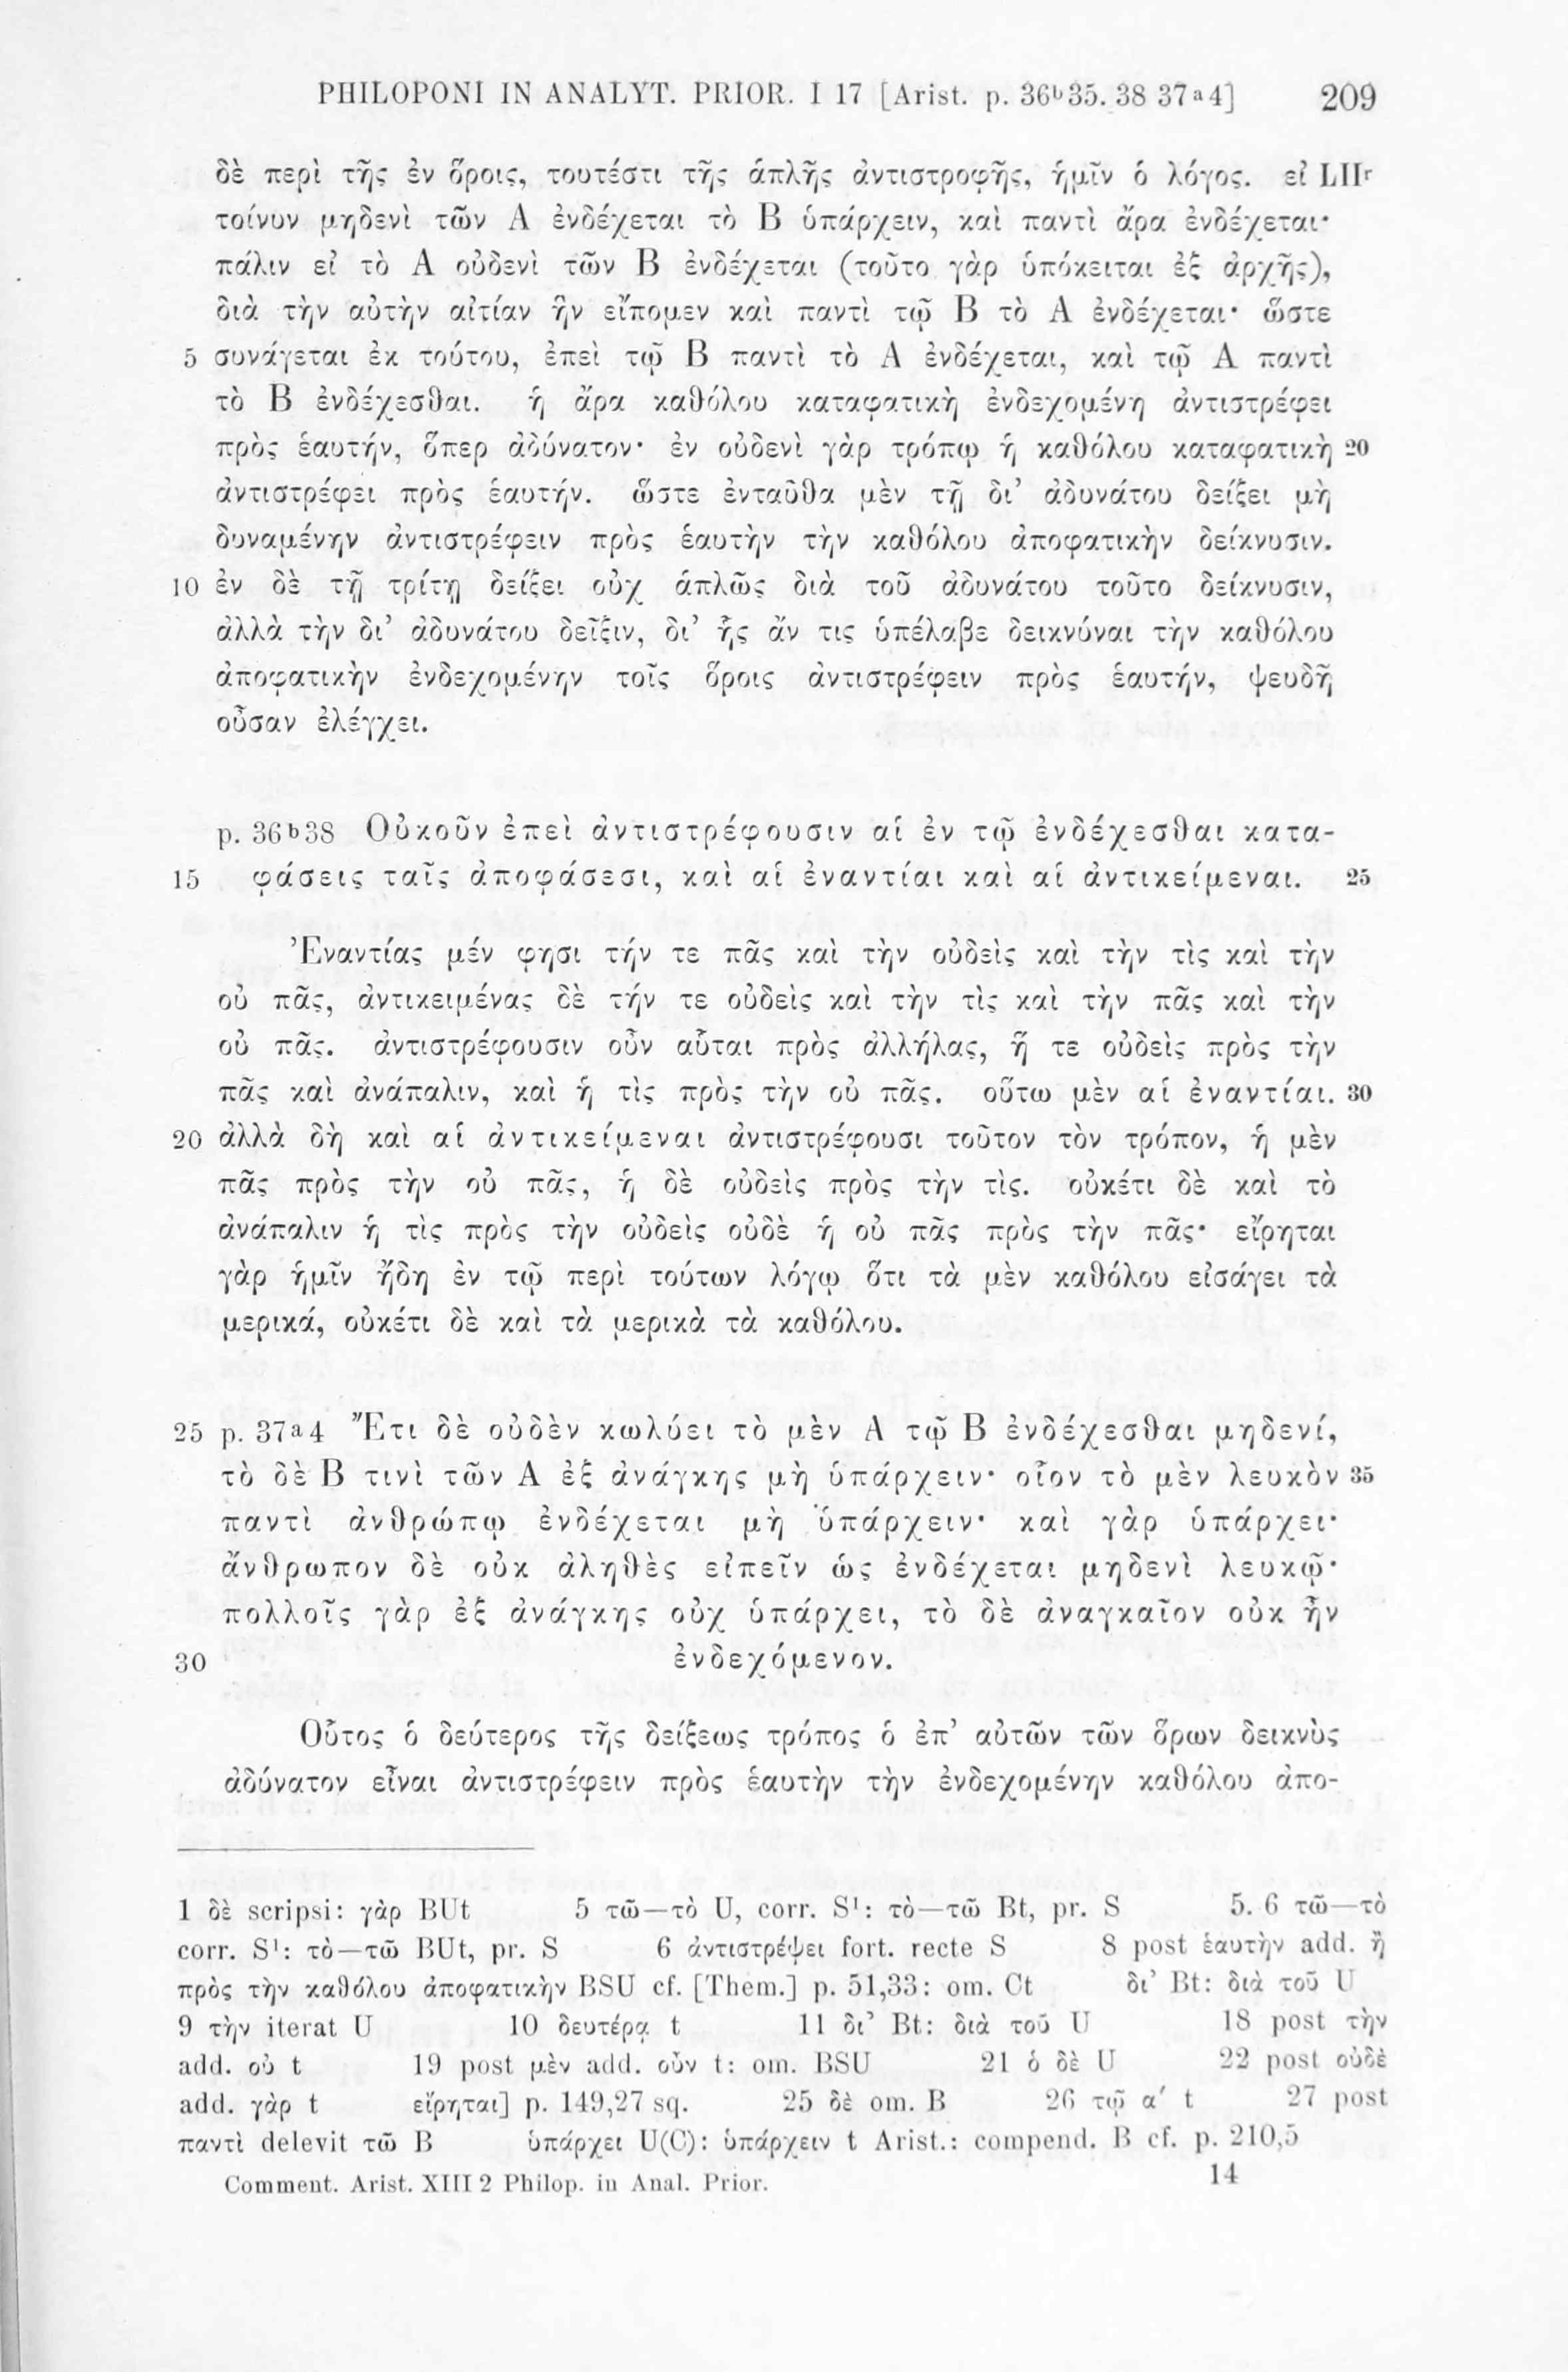 PHILOPONI IN ANALYT. PRIOR. I 17 [Arist. p. 36b35. 38 37a4] 209
δὲ περὶ τῆς ἐν ὅροις, τουτέστι τῆς ἁπλῆς ἀντιστροφῆς, ἡμῖν ὁ λόγος. εἰ LIIr
τοίνυν μηδενὶ τῶν Α ἐνδέχεται τὸ Β ὑπάρχειν, καὶ παντὶ ἄρα ἐνδέχεται·
πάλιν εἰ τὸ Α οὐδενὶ τῶν Β ἐνδέχεται (τοῦτο γὰρ ὑπόκειται ἐξ ἀρχῆς),
διὰ τὴν αὐτὴν αἰτίαν ἣν εἴπομεν καὶ παντὶ τῷ Β τὸ Α ἐνδέχεται· ὥστε
5 συνάγεται ἐκ τούτου, ἐπεὶ τῷ Β παντὶ τὸ Α ἐνδέχεται, καὶ τῷ Α παντὶ
τὸ Β ἐνδέχεσθαι. ἡ ἄρα καθόλου καταφατικὴ ἐνδεχομένη ἀντιστρέφει
πρὸς ἑαυτήν, ὅπερ ἀδύνατον· ἐν οὐδενὶ γὰρ τρόπῳ ἡ καθόλου καταφατικὴ 20
ἀντιστρέφει πρὸς ἑαυτήν. ὥστε ἐνταῦθα μὲν τῇ δι’ ἀδυνάτου δείξει μὴ
δυναμένην ἀντιστρέφειν πρὸς ἑαυτὴν τὴν καθόλου ἀποφατικὴν δείκνυσιν.
10 ἐν δὲ τῇ τρίτῃ δείξει οὐχ ἁπλῶς διὰ τοῦ ἀδυνάτου τοῦτο δείκνυσιν,
ἀλλὰ τὴν δι’ ἀδυνάτου δεῖξιν, δι’ ἧς ἄν τις ὑπέλαβε δεικνύναι τὴν καθόλου
ἀποφατικὴν ἐνδεχομένην τοῖς ὅροις ἀντιστρέφειν πρὸς ἑαυτήν, ψευδῆ
οὖσαν ἐλέγχει.
p. 36b38 Οὐκοῦν ἐπεὶ ἀντιστρέφουσιν αἱ ἐν τῷ ἐνδέχεσθαι κατα-
15 φάσεις ταῖς ἀποφάσεσι, καὶ αἱ ἐναντίαι καὶ αἱ ἀντικείμεναι. 25
Ἐναντίας μέν φησι τήν τε πᾶς καὶ τὴν οὐδεὶς καὶ τὴν τὶς καὶ τὴν
οὐ πᾶς, ἀντικειμένας δὲ τήν τε οὐδεὶς καὶ τὴν τὶς καὶ τὴν πᾶς καὶ τὴν
οὐ πᾶς. ἀντιστρέφουσιν οὖν αὗται πρὸς ἀλλήλας, ἥ τε οὐδεὶς πρὸς τὴν
πᾶς καὶ ἀνάπαλιν, καὶ ἡ τὶς πρὸς τὴν οὐ πᾶς. οὕτω μὲν αἱ ἐναντίαι. 30
20 ἀλλὰ δὴ καὶ αἱ ἀντικείμεναι ἀντιστρέφουσι τοῦτον τὸν τρόπον, ἡ μὲν
πᾶς πρὸς τὴν οὐ πᾶς, ἡ δὲ οὐδεὶς πρὸς τὴν τὶς. οὐκέτι δὲ καὶ τὸ
ἀνάπαλιν ἡ τὶς πρὸς τὴν οὐδεὶς οὐδὲ ἡ οὐ πᾶς πρὸς τὴν πᾶς· εἴρηται
γὰρ ἡμῖν ἤδη ἐν τῷ περὶ τούτων λόγῳ ὅτι τὰ μὲν καθόλου εἰσάγει τὰ
μερικά, οὐκέτι δὲ καὶ τὰ μερικὰ τὰ καθόλου.
25 p. 37a4 Ἔτι δὲ οὐδὲν κωλύει τὸ μὲν Α τῷ Β ἐνδέχεσθαι μηδενί,
τὸ δὲ Β τινὶ τῶν Α ἐξ ἀνάγκης μὴ ὑπάρχειν· οἷον τὸ μὲν λευκὸν 35
παντὶ ἀνθρώπῳ ἐνδέχεται μὴ ὑπάρχειν· καὶ γὰρ ὑπάρχει·
ἄνθρωπον δὲ οὐκ ἀληθὲς εἰπεῖν ὡς ἐνδέχεται μηδενὶ λευκῷ·
πολλοῖς γὰρ ἐξ ἀνάγκης οὐχ ὑπάρχει, τὸ δὲ ἀναγκαῖον οὐκ ἦν
30 ἐνδεχόμενον.
Οὗτος ὁ δεύτερος τῆς δείξεως τρόπος ὁ ἐπ’ αὐτῶν τῶν ὅρων δεικνὺς
ἀδύνατον εἶναι ἀντιστρέφειν πρὸς ἑαυτὴν τὴν ἐνδεχομένην καθόλου ἀπο-
1 δὲ scripsi: γὰρ BUt 5 τῶ—τὸ U, corr. S¹: τὸ—τῶ Bt, pr. S 5. 6 τῶ—τὸ
corr. S¹: τὸ—τῶ BUt, pr. S 6 ἀντιστρέψει fort. recte S 8 post ἑαυτὴν add. ἢ
πρὸς τὴν καθόλου ἀποφατικὴν BSU cf. [Them.] p. 51,33: om. Ct δι’ Bt: διὰ τοῦ U
9 τὴν iterat U 10 δευτέρᾳ t 11 δι’ Bt: διὰ τοῦ U 18 post τὴν
add. οὐ t 19 post μὲν add. οὖν t: om. BSU 21 ὁ δὲ U 22 post οὐδὲ
add. γὰρ t εἴρηται] p. 149,27 sq. 25 δὲ om. B 26 τῷ α′ t 27 post
παντὶ delevit τῶ B ὑπάρχει U(C): ὑπάρχειν t Arist.: compend. B cf. p. 210,5
Comment. Arist. XIII 2 Philop. in Anal. Prior. 14